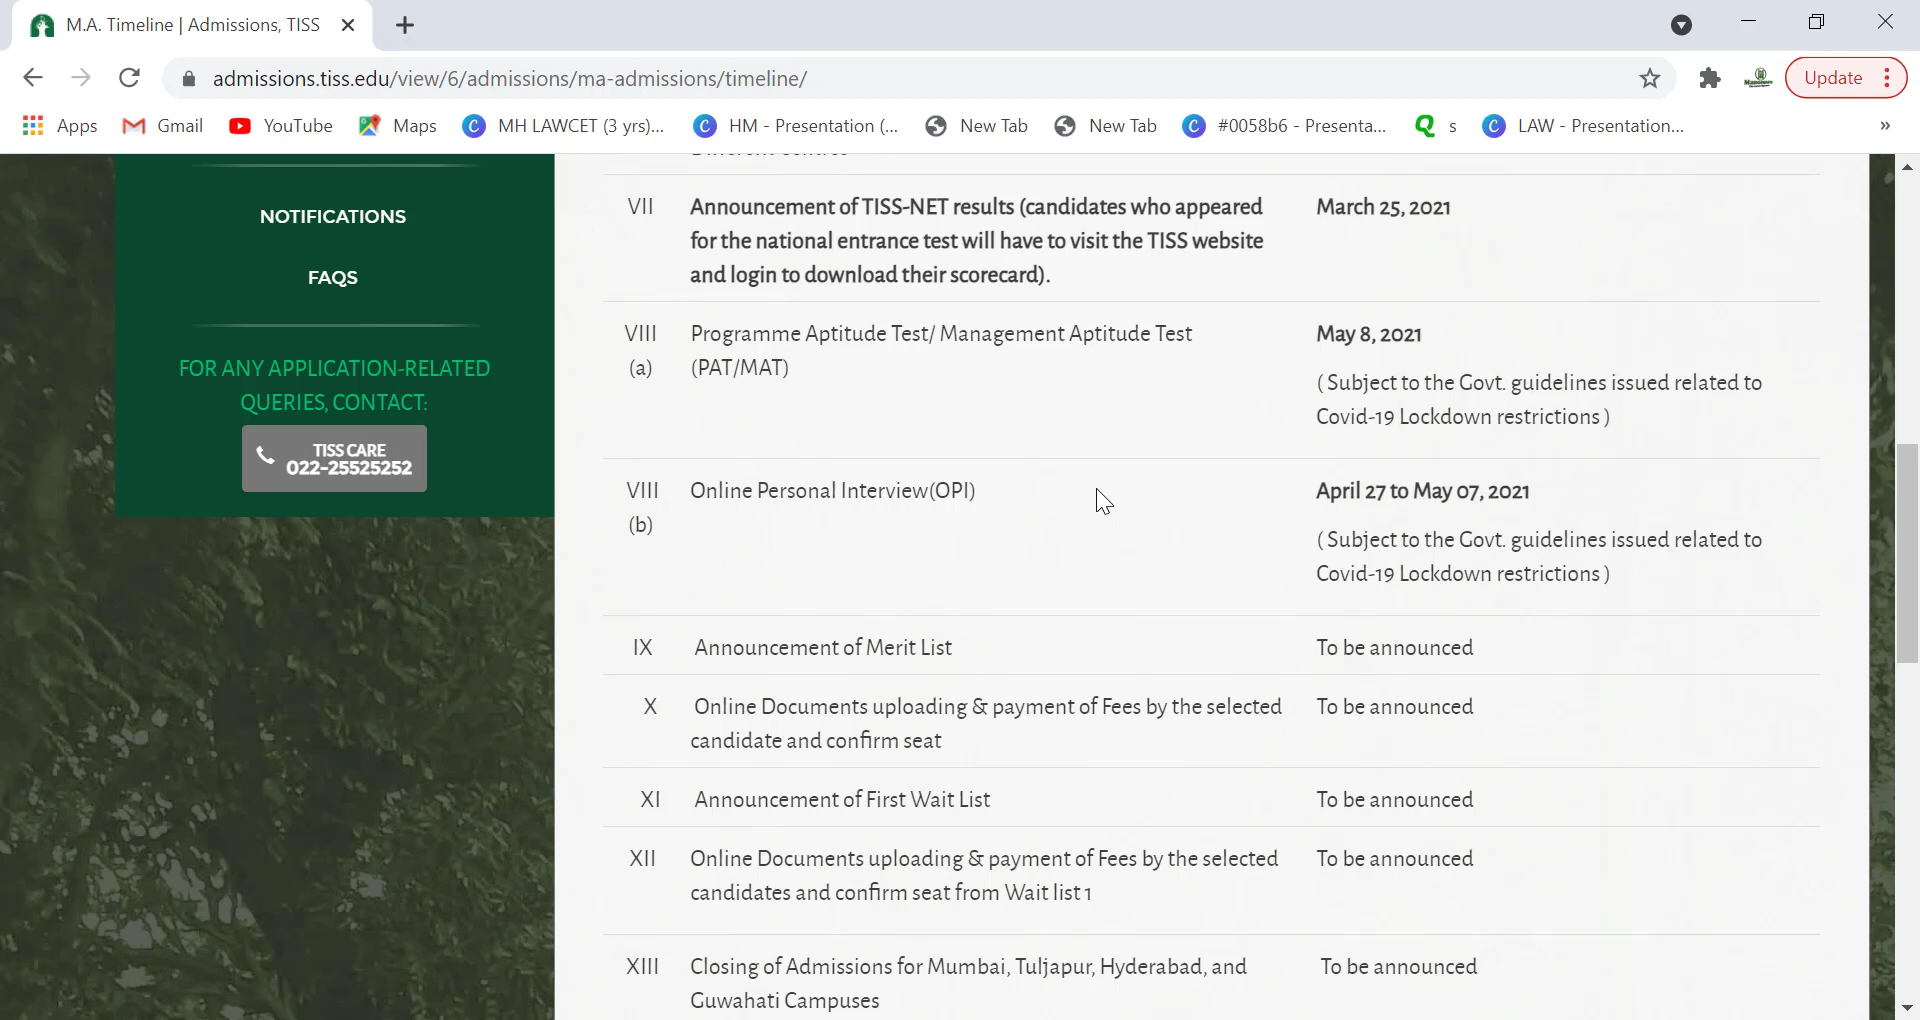 M.A. Timeline | Admissions, TISS
admissions.tiss.edu/view/6/admissions/ma-admissions/timeline/
Update
Apps
Gmail
YouTube
Maps
MH LAWCET (3 yrs)...
HM - Presentation (...
New Tab
New Tab
#0058b6 - Presenta...
s
LAW - Presentation...
»
NOTIFICATIONS
FAQS
FOR ANY APPLICATION-RELATED
QUERIES, CONTACT:
TISS CARE
022-25525252
VII Announcement of TISS-NET results (candidates who appeared March 25, 2021
for the national entrance test will have to visit the TISS website
and login to download their scorecard).
VIII Programme Aptitude Test/ Management Aptitude Test May 8, 2021
(a) (PAT/MAT)
( Subject to the Govt. guidelines issued related to
Covid-19 Lockdown restrictions )
VIII Online Personal Interview(OPI) April 27 to May 07, 2021
(b)
( Subject to the Govt. guidelines issued related to
Covid-19 Lockdown restrictions )
IX Announcement of Merit List To be announced
X Online Documents uploading & payment of Fees by the selected To be announced
candidate and confirm seat
XI Announcement of First Wait List To be announced
XII Online Documents uploading & payment of Fees by the selected To be announced
candidates and confirm seat from Wait list 1
XIII Closing of Admissions for Mumbai, Tuljapur, Hyderabad, and To be announced
Guwahati Campuses